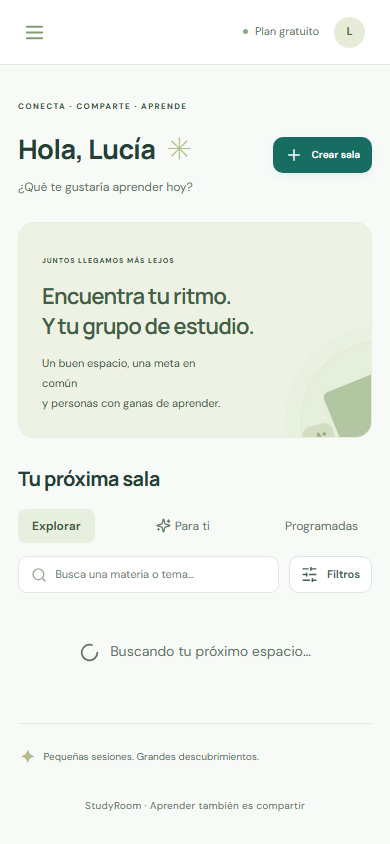 Plan gratuito
L
CONECTA · COMPARTE · APRENDE
Hola, Lucía
Crear sala
¿Qué te gustaría aprender hoy?
JUNTOS LLEGAMOS MÁS LEJOS
Encuentra tu ritmo.
Y tu grupo de estudio.
Un buen espacio, una meta en
común
y personas con ganas de aprender.
Tu próxima sala
Explorar
Para ti
Programadas
Busca una materia o tema...
Filtros
Buscando tu próximo espacio...
Pequeñas sesiones. Grandes descubrimientos.
StudyRoom · Aprender también es compartir